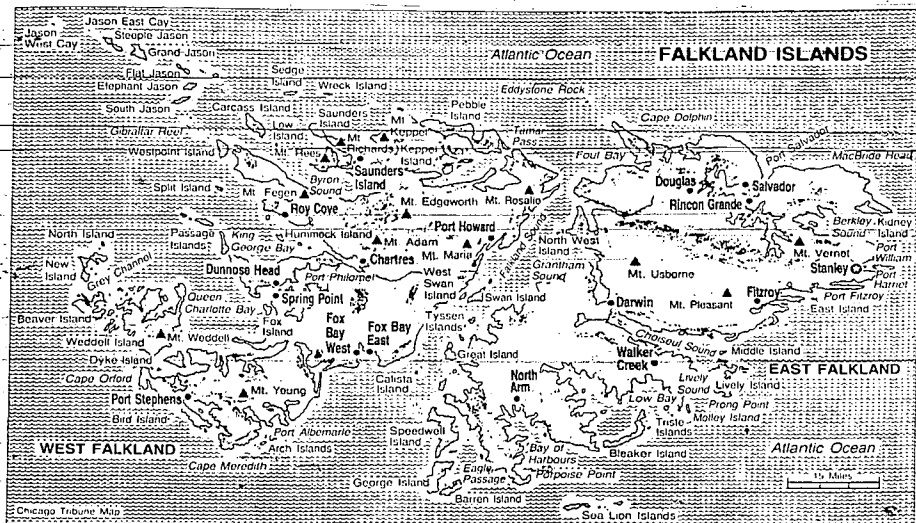 Jason East Cay
Jason
West Cay
Steeple Jason
Grand Jason
Flat Jason
Elephant Jason
South Jason
Sedge
Island
Wreck Island
Atlantic Ocean
FALKLAND ISLANDS
Eddystone Rock
Carcass Island
Gibraltar Reef
Low
Island
Saunders
Island
Mt
Keppel
Pebble
Island
Tamar
Pass
Cape Dolphin
Port Salvador
MacBride Head
Westpoint Island
Mt. Rees
Mt
Richards
Keppel
Island
Saunders
Island
Foul Bay
Split Island
Byron
Sound
Mt
Fegen
Roy Cove
Mt. Edgeworth
Mt. Rosalio
Douglas
Salvador
Rincon Grande
North Island
Passage
Islands
King
George Bay
Hummock Island
Mt. Adam
Port Howard
Mt.
Maria
Falkland Sound
North West
Island
Grantham
Sound
Berkley
Sound
Kidney
Island
Port
William
Mt. Vernet
Stanley
Port
Harriet
New
Island
Grey Channel
Dunnose Head
Port Philomel
Chartres
West
Swan
Island
Swan Island
Mt. Usborne
Mt. Pleasant
Fitzroy
Port Fitzroy
East Island
Queen
Charlotte Bay
Spring Point
Beaver Island
Fox
Island
Tyssen
Islands
Darwin
Weddell Island
Mt. Weddell
Fox
Bay
West
Fox Bay
East
Choiseul Sound
Middle Island
Dyke Island
Great Island
Walker
Creek
EAST FALKLAND
Cape Orford
Calista
Island
North
Arm
Lively
Sound
Lively Island
Port Stephens
Mt. Young
Low Bay
Prong Point
Motley Island
Bird Island
Port Albemarle
Arch Islands
Speedwell
Island
Triste
Islands
WEST FALKLAND
Bleaker Island
Atlantic Ocean
Cape Meredith
Bay of
Harbours
Porpoise Point
Eagle
Passage
George Island
Barren Island
15 Miles
Sea Lion Islands
Chicago Tribune Map